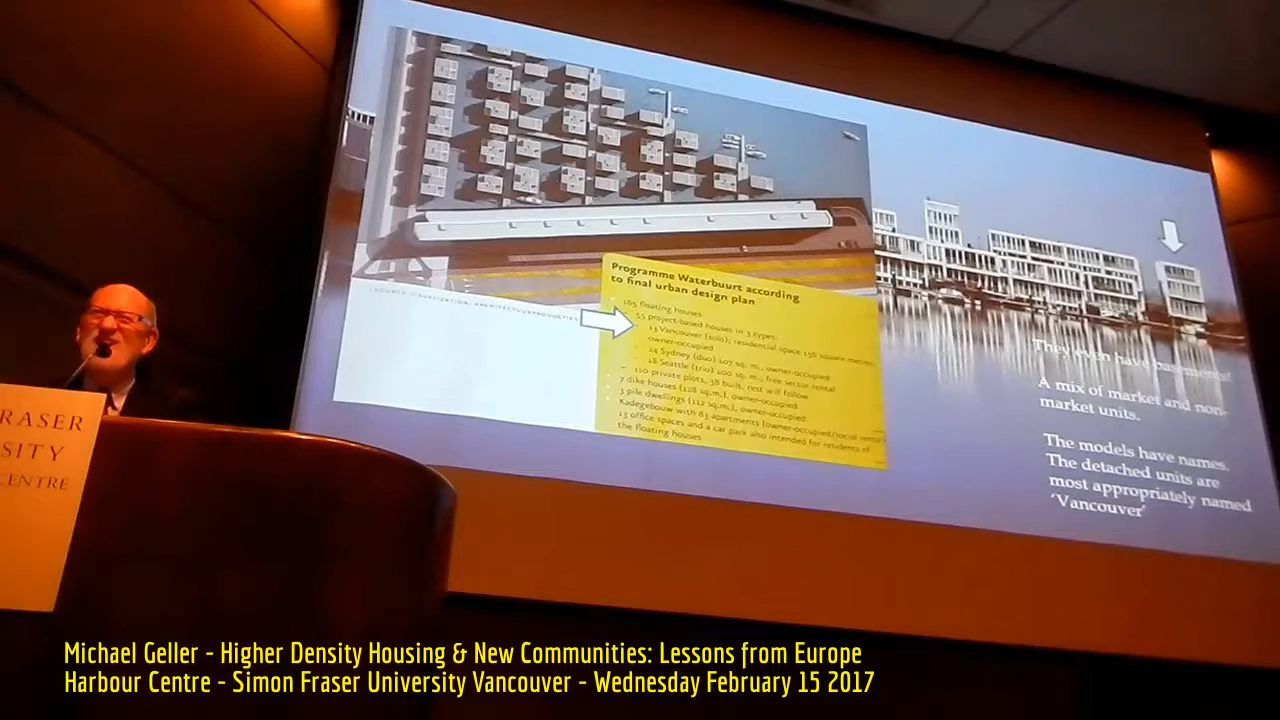 RASER
SITY
CENTRE
Programme Waterbuurt according
to final urban design plan
165 floating houses
55 project-based houses in 3 types:
13 Vancouver (solo); residential space 156 square metres,
owner-occupied
24 Sydney (duo) 107 sq. m., owner-occupied
- 18 Seattle (trio) 100 sq. m., free sector rental
- 110 private plots, 38 built, rest will follow
7 dike houses (128 sq.m.), owner-occupied
3 pile dwellings (112 sq.m.), owner-occupied
Kadegebouw with 83 apartments (owner-occupied/social rental)
13 office spaces and a car park also intended for residents of
the floating houses
They even have basements!
A mix of market and non-
market units.
The models have names.
The detached units are
most appropriately named
‘Vancouver’
Michael Geller - Higher Density Housing & New Communities: Lessons from Europe
Harbour Centre - Simon Fraser University Vancouver - Wednesday February 15 2017